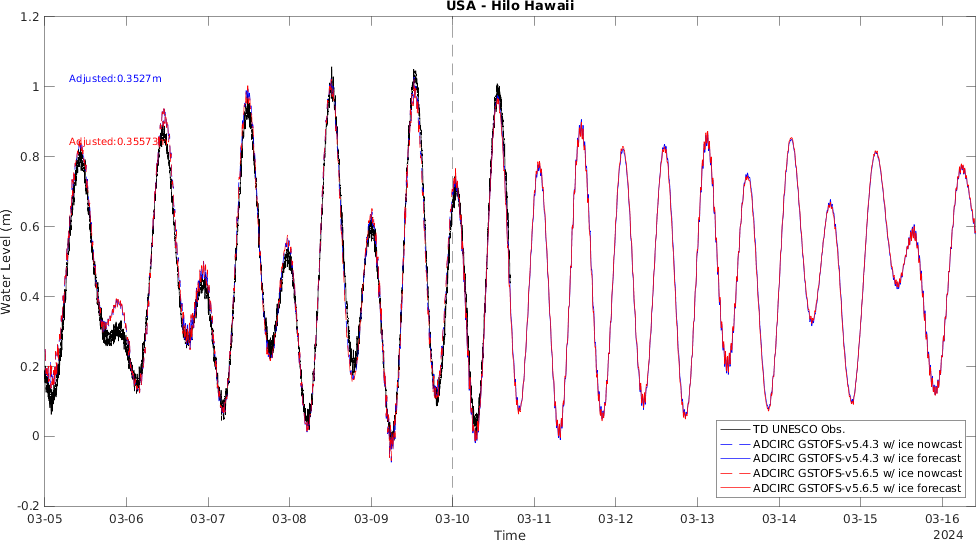 USA - Hilo Hawaii
1.2
1
0.8
0.6
0.4
0.2
0
-0.2
Water Level (m)
Adjusted:0.3527m
Adjusted:0.35573
TD UNESCO Obs.
ADCIRC GSTOFS-v5.4.3 w/ ice nowcast
ADCIRC GSTOFS-v5.4.3 w/ ice forecast
ADCIRC GSTOFS-v5.6.5 w/ ice nowcast
ADCIRC GSTOFS-v5.6.5 w/ ice forecast
03-05 03-06 03-07 03-08 03-09 03-10 03-11 03-12 03-13 03-14 03-15 03-16
2024
Time